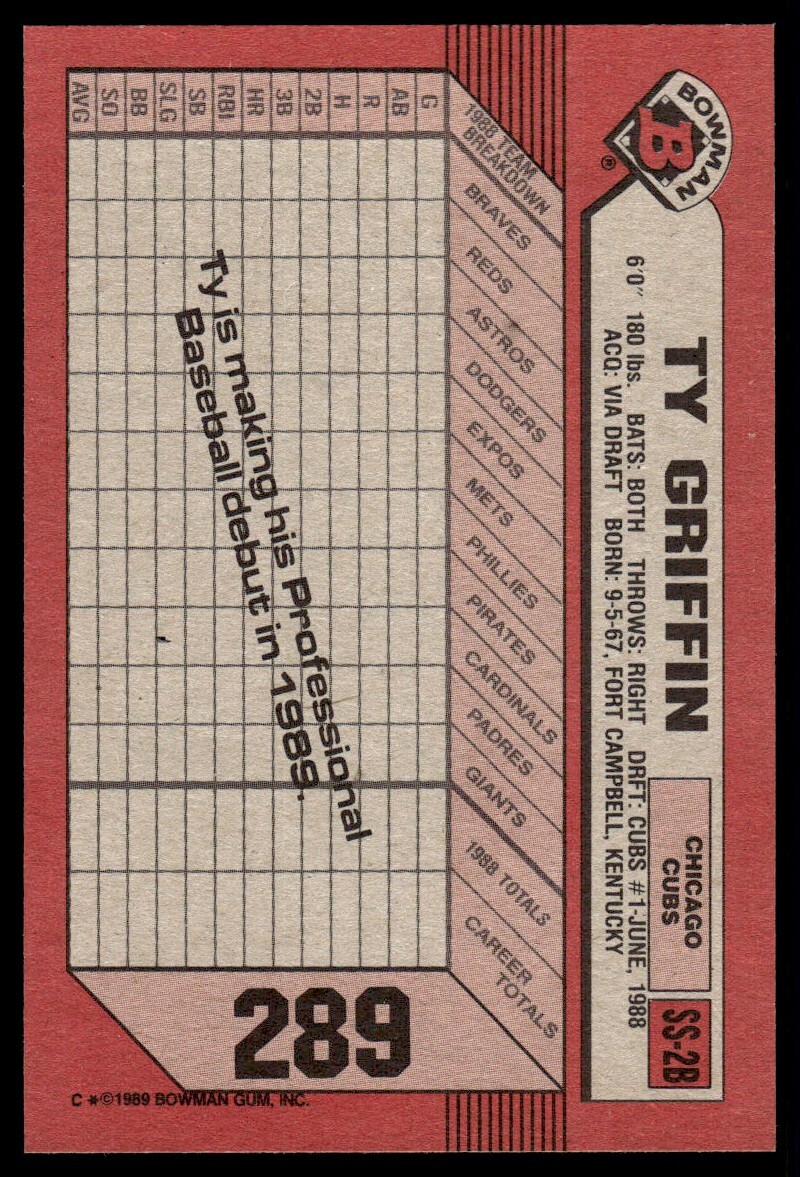 BOWMAN
B
®
TY GRIFFIN
CHICAGO
CUBS
SS-2B
6'0" 180 lbs. BATS: BOTH THROWS: RIGHT DRFT: CUBS #1-JUNE, 1988
ACQ: VIA DRAFT BORN: 9-5-67, FORT CAMPBELL, KENTUCKY
1988 TEAM
BREAKDOWN
BRAVES
REDS
ASTROS
DODGERS
EXPOS
METS
PHILLIES
PIRATES
CARDINALS
PADRES
GIANTS
1988 TOTALS
CAREER
TOTALS
G
AB
R
H
2B
3B
HR
RBI
SB
SLG
BB
SO
AVG
Ty is making his Professional
Baseball debut in 1989.
289
C *©1989 BOWMAN GUM, INC.